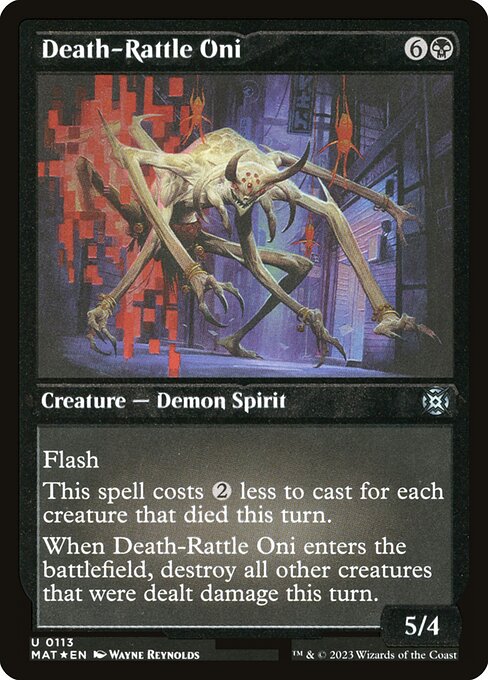 Death-Rattle Oni 6
Creature — Demon Spirit
Flash
This spell costs 2 less to cast for each
creature that died this turn.
When Death-Rattle Oni enters the
battlefield, destroy all other creatures
that were dealt damage this turn.
5/4
U 0113
MAT★EN Wayne Reynolds
™ & © 2023 Wizards of the Coast